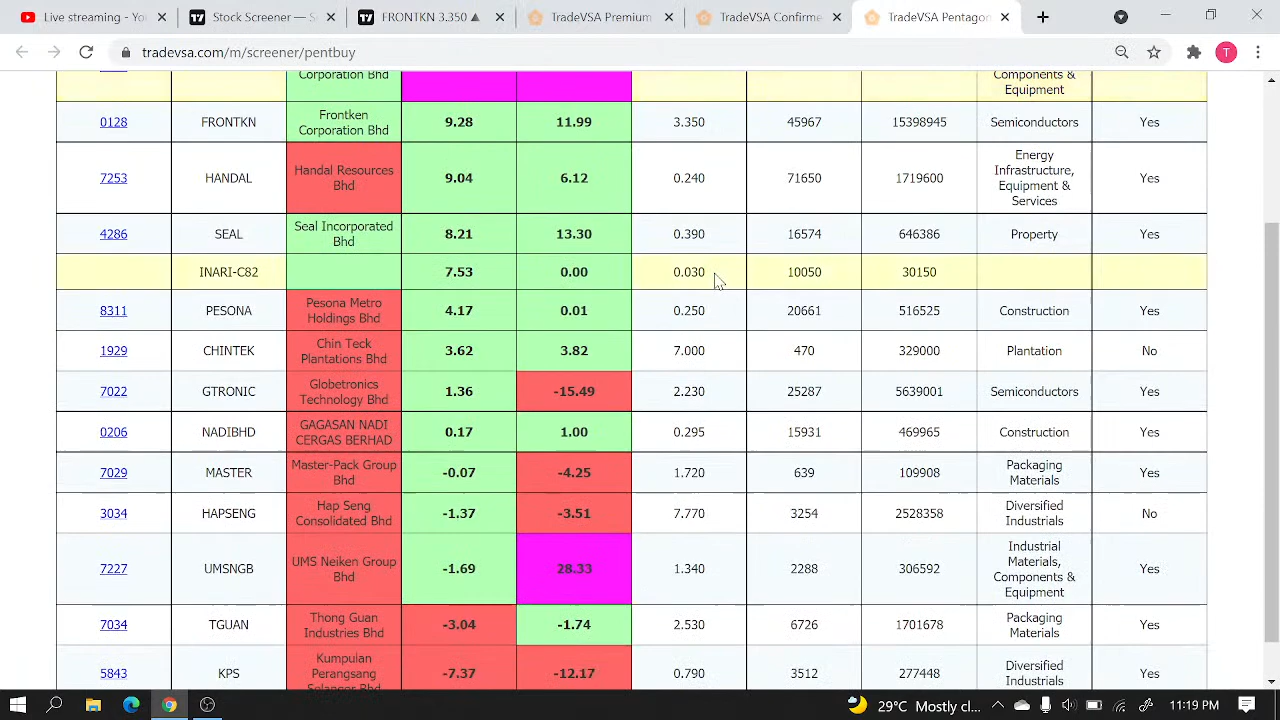 Live streaming - Yo
Stock Screener —
FRONTKN 3.0
TradeVSA Premium
TradeVSA Confirma
TradeVSA Pentagon
tradevsa.com/m/screener/pentbuy
T
Corporation Bhd
Components &
Equipment
0128 FRONTKN Frontken
Corporation Bhd 9.28 11.99 3.350 45967 15398945 Semiconductors Yes
7253 HANDAL Handal Resources
Bhd 9.04 6.12 0.240 71650 1719600 Energy
Infrastructure,
Equipment &
Services Yes
4286 SEAL Seal Incorporated
Bhd 8.21 13.30 0.390 16574 646386 Property Yes
INARI-C82 7.53 0.00 0.030 10050 30150
8311 PESONA Pesona Metro
Holdings Bhd 4.17 0.01 0.250 20661 516525 Construction Yes
1929 CHINTEK Chin Teck
Plantations Bhd 3.62 3.82 7.000 470 329000 Plantation No
7022 GTRONIC Globetronics
Technology Bhd 1.36 -15.49 2.230 25287 5639001 Semiconductors Yes
0206 NADIBHD GAGASAN NADI
CERGAS BERHAD 0.17 1.00 0.295 15931 469965 Construction Yes
7029 MASTER Master-Pack Group
Bhd -0.07 -4.25 1.720 639 109908 Packaging
Materials Yes
3034 HAPSENG Hap Seng
Consolidated Bhd -1.37 -3.51 7.770 3254 2528358 Diversified
Industrials No
7227 UMSNGB UMS Neiken Group
Bhd -1.69 28.33 1.340 2288 306592 Industrial
Materials,
Components &
Equipment Yes
7034 TGUAN Thong Guan
Industries Bhd -3.04 -1.74 2.530 6726 1701678 Packaging
Materials Yes
5843 KPS Kumpulan
Perangsang
Selangor Bhd -7.37 -12.17 0.790 3512 277448 Diversified
Industrials Yes
29°C Mostly cl... 11:19 PM